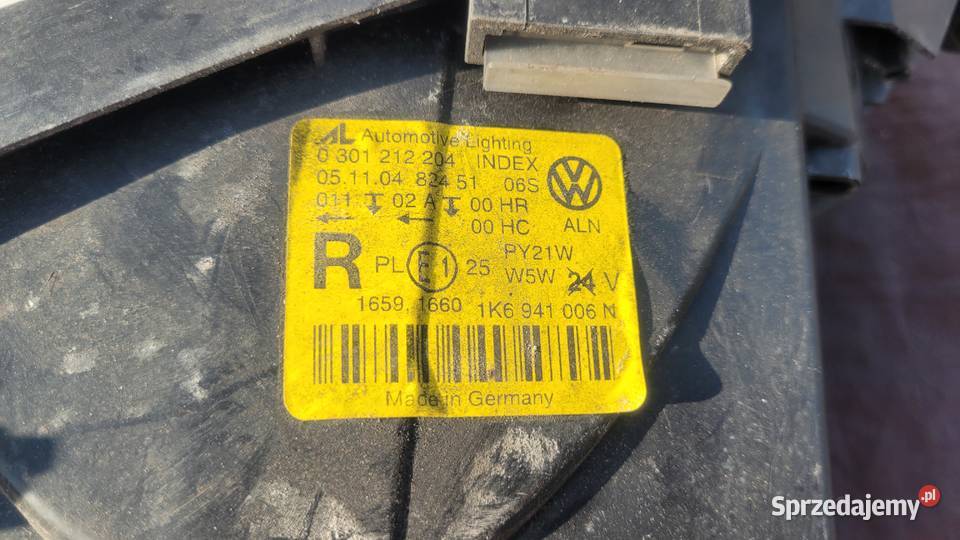 AL Automotive Lighting
0 301 212 204 INDEX
05.11.04 824 51 06S
011 02 A 00 HR
00 HC ALN
R PL E1 25 PY21W
W5W 24 V
1659, 1660 1K6 941 006 N
Made in Germany
Sprzedajemy.pl